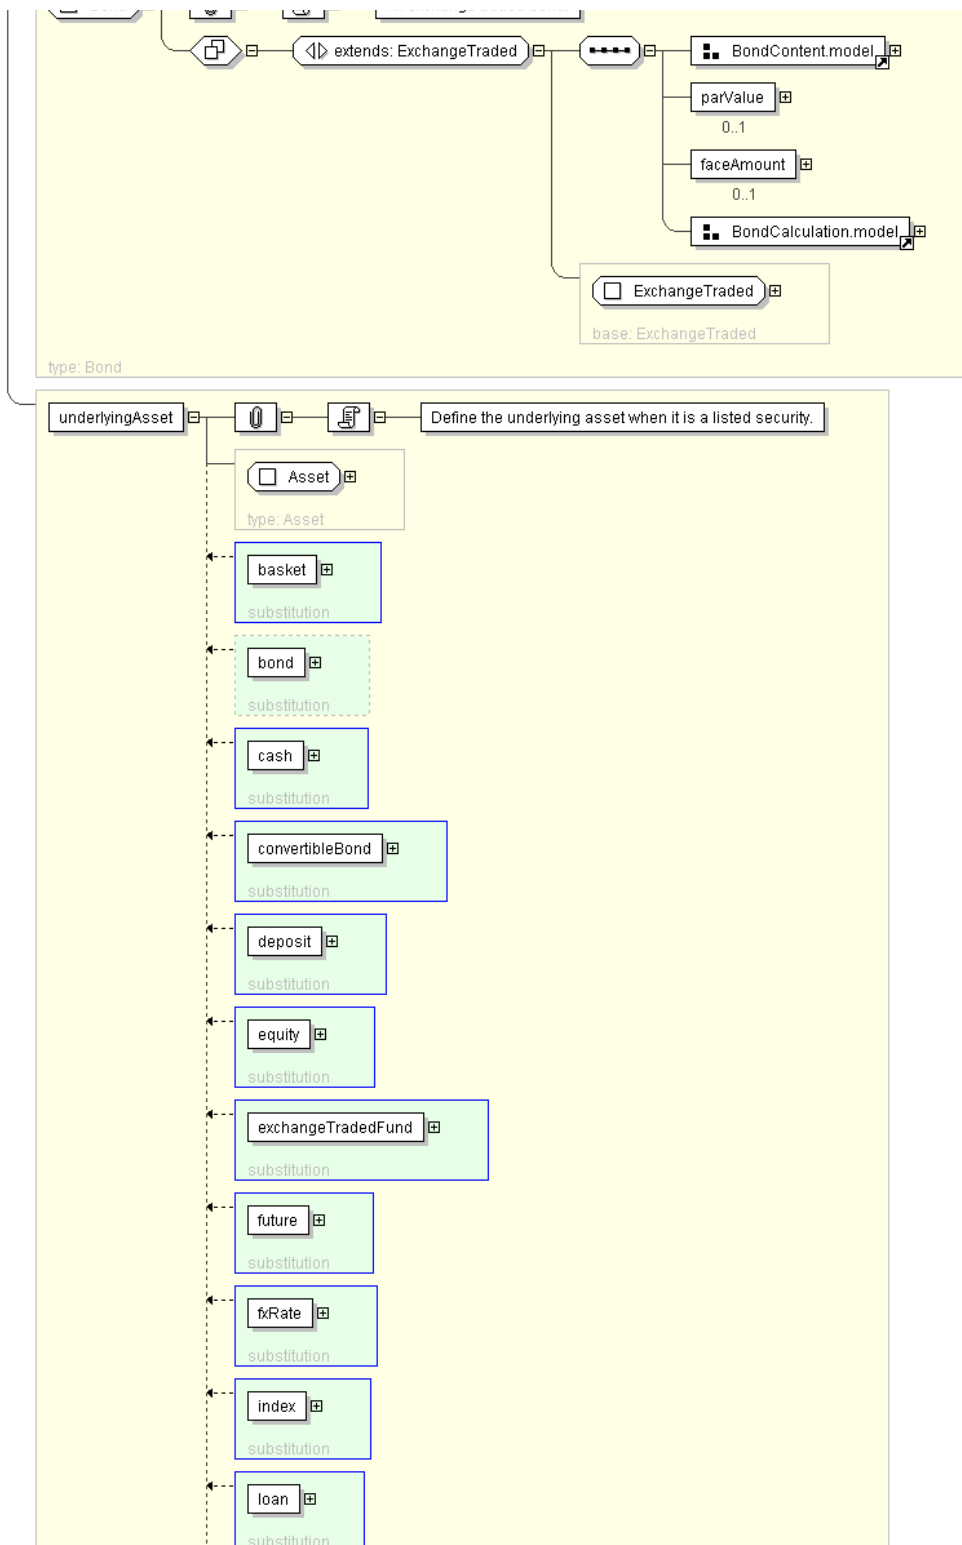 extends: ExchangeTraded
BondContent.model
parValue
0..1
faceAmount
0..1
BondCalculation.model
ExchangeTraded
base: ExchangeTraded
type: Bond
underlyingAsset
Define the underlying asset when it is a listed security.
Asset
type: Asset
basket
substitution
bond
substitution
cash
substitution
convertibleBond
substitution
deposit
substitution
equity
substitution
exchangeTradedFund
substitution
future
substitution
fxRate
substitution
index
substitution
loan
substitution